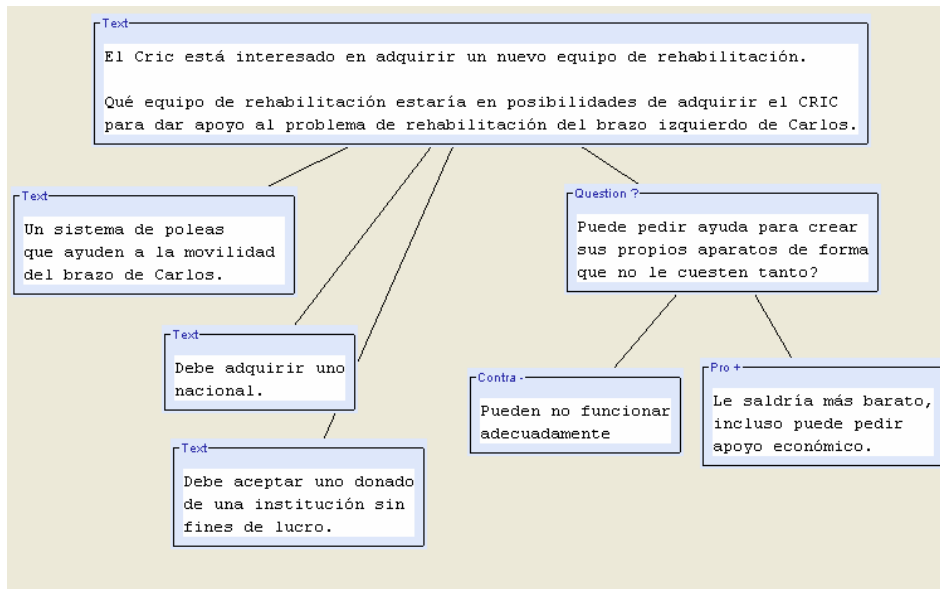 Text
El Cric está interesado en adquirir un nuevo equipo de rehabilitación.
Qué equipo de rehabilitación estaría en posibilidades de adquirir el CRIC
para dar apoyo al problema de rehabilitación del brazo izquierdo de Carlos.
Text
Un sistema de poleas
que ayuden a la movilidad
del brazo de Carlos.
Question ?
Puede pedir ayuda para crear
sus propios aparatos de forma
que no le cuesten tanto?
Text
Debe adquirir uno
nacional.
Contra -
Pueden no funcionar
adecuadamente
Pro +
Le saldría más barato,
incluso puede pedir
apoyo económico.
Text
Debe aceptar uno donado
de una institución sin
fines de lucro.